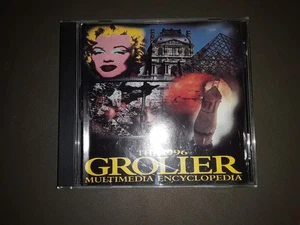 THE 1996
GROLIER
MULTIMEDIA ENCYCLOPEDIA